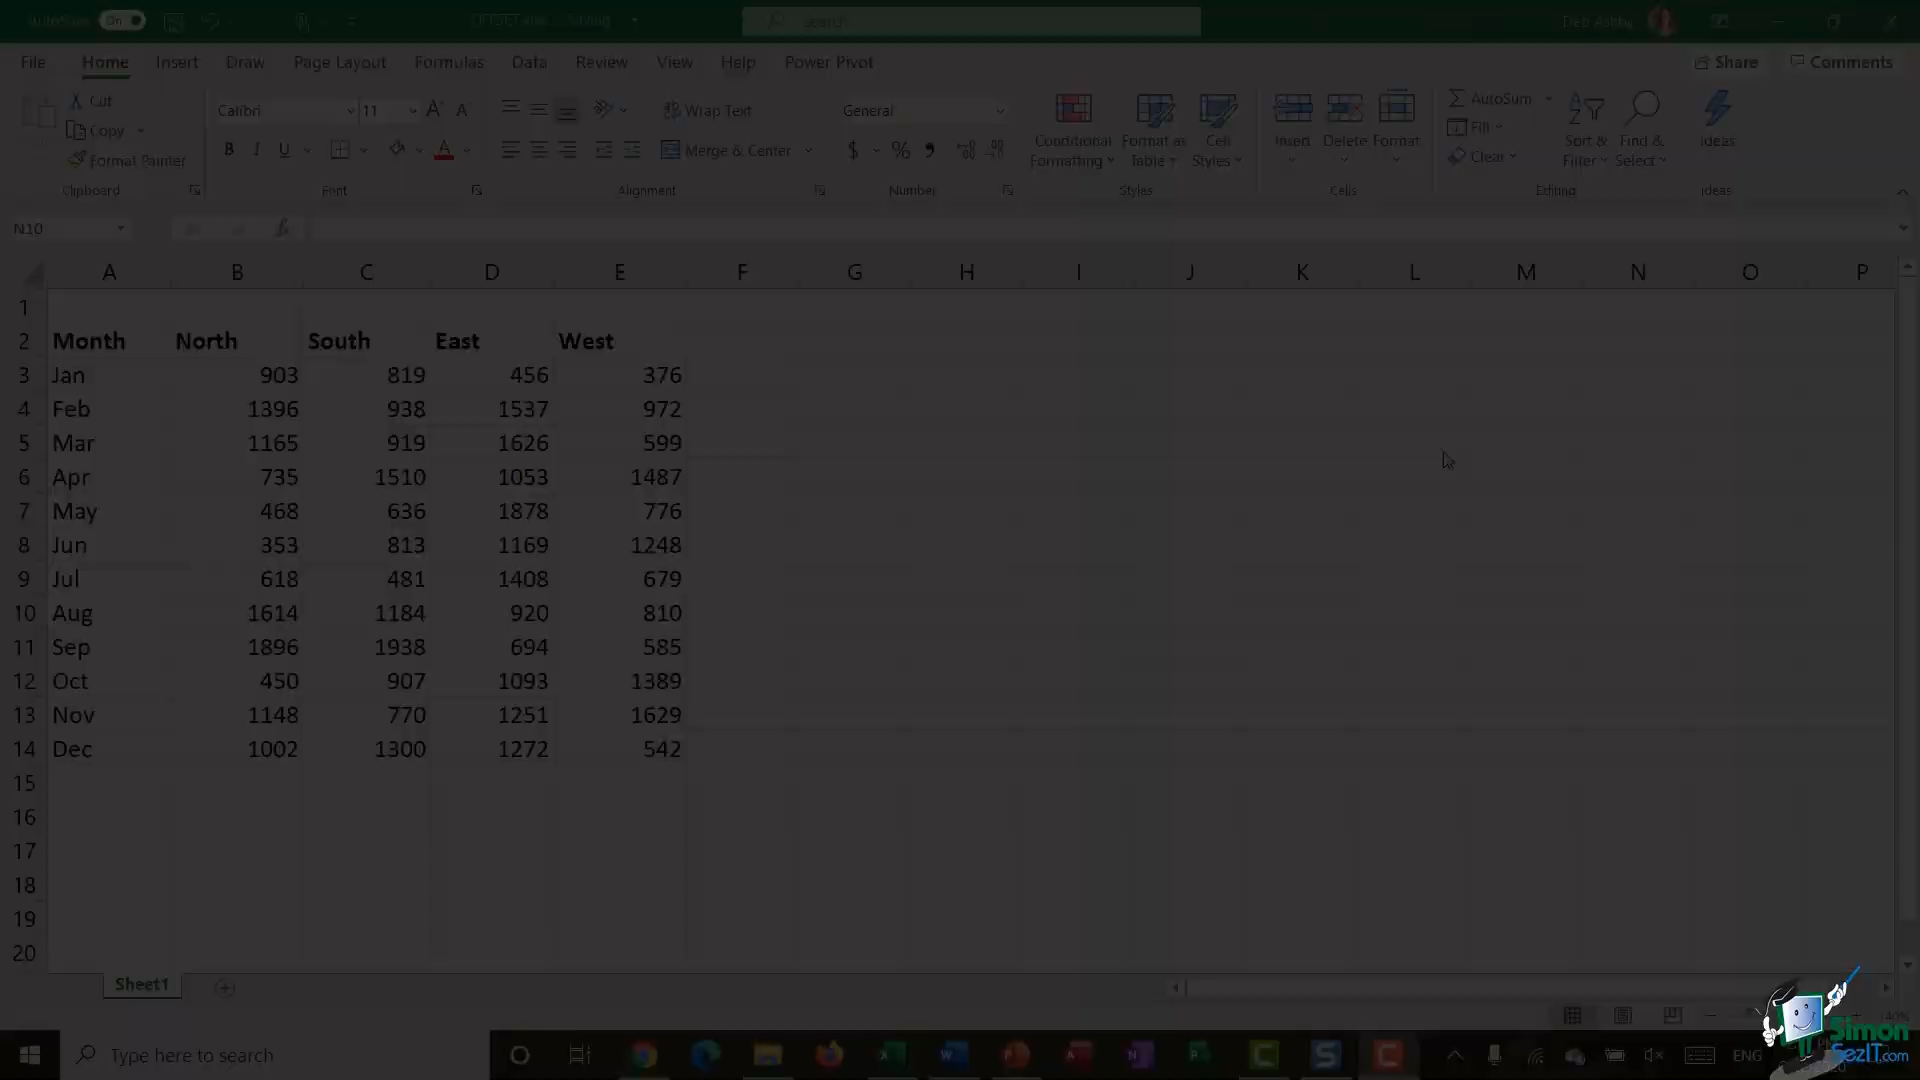 On Search Deb Ashby
File Home Insert Draw Page Layout Formulas Data Review View Help Power Pivot Share Comments
Cut
Copy
Format Painter
Clipboard
Calibri 11
B I U
Font
Wrap Text
Merge & Center
Alignment
General
$ %
Number
Conditional Formatting
Format as Table
Cell Styles
Styles
Insert Delete Format
Cells
AutoSum
Fill
Clear
Sort & Filter
Find & Select
Editing
Ideas
Ideas
N10
A B C D E F G H I J K L M N O P
1
2 Month North South East West
3 Jan 903 819 456 376
4 Feb 1396 938 1537 972
5 Mar 1165 919 1626 599
6 Apr 735 1510 1053 1487
7 May 468 636 1878 776
8 Jun 353 813 1169 1248
9 Jul 618 481 1408 679
10 Aug 1614 1184 920 810
11 Sep 1896 1938 694 585
12 Oct 450 907 1093 1389
13 Nov 1148 770 1251 1629
14 Dec 1002 1300 1272 542
15
16
17
18
19
20
Sheet1
Type here to search
ENG
Simon
SezIT.com